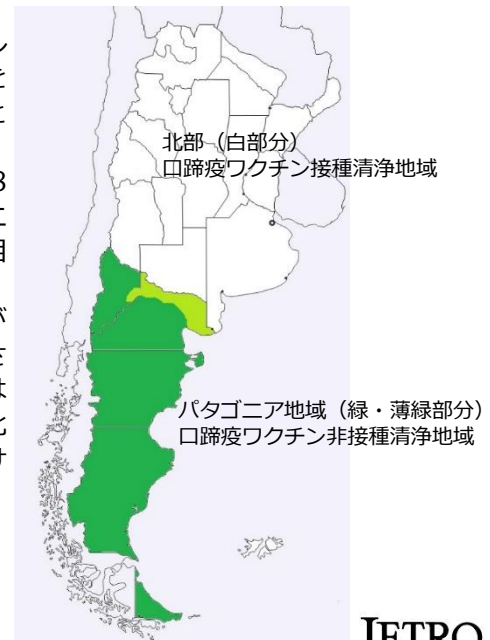 北部（白部分）
口蹄疫ワクチン接種清浄地域
パタゴニア地域（緑・薄緑部分）
口蹄疫ワクチン非接種清浄地域
JETRO